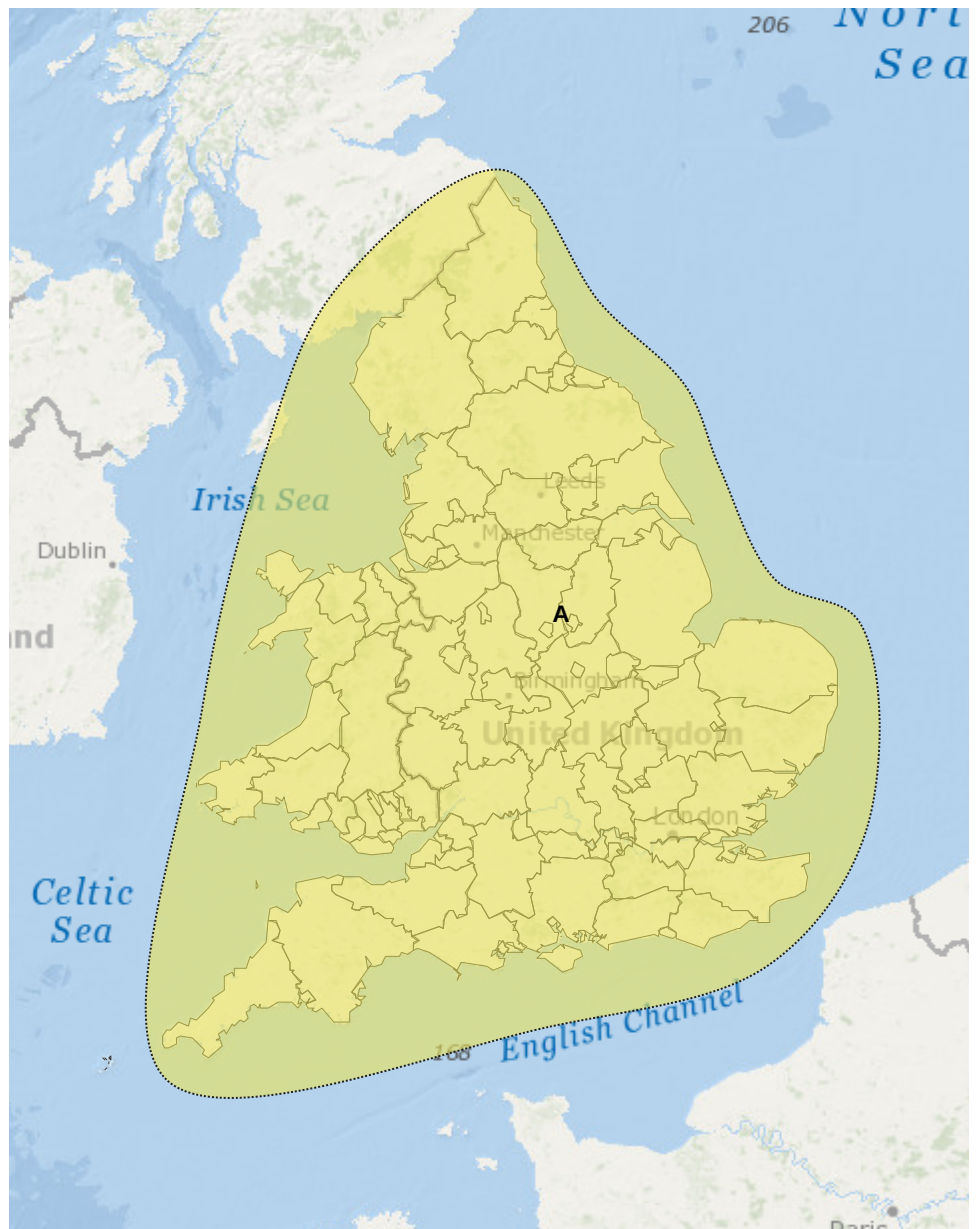 206
Nort
Sea
Leeds
Irish Sea
Manchester
Dublin
A
nd
Birmingham
United Kingdom
London
Celtic
Sea
English Channel
168
Paris